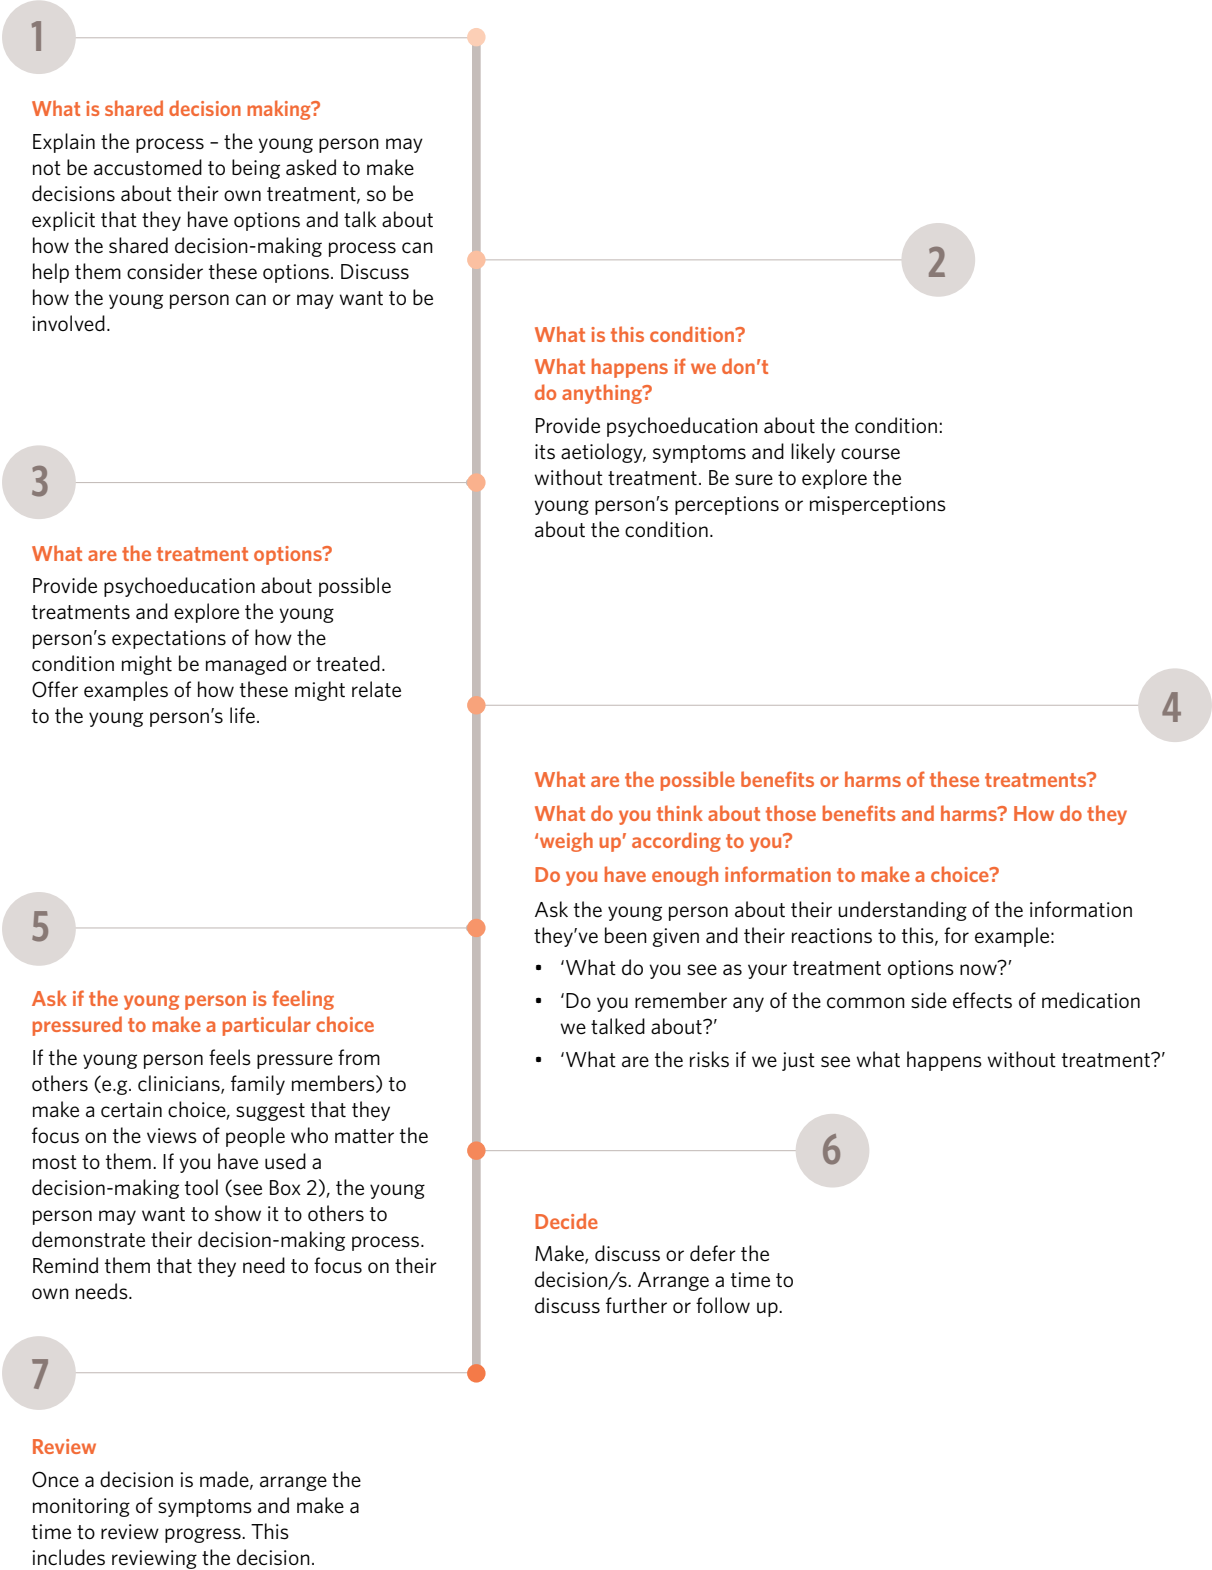 1
What is shared decision making?
Explain the process – the young person may
not be accustomed to being asked to make
decisions about their own treatment, so be
explicit that they have options and talk about
how the shared decision-making process can
help them consider these options. Discuss
how the young person can or may want to be
involved.
2
What is this condition?
What happens if we don’t
do anything?
Provide psychoeducation about the condition:
its aetiology, symptoms and likely course
without treatment. Be sure to explore the
young person’s perceptions or misperceptions
about the condition.
3
What are the treatment options?
Provide psychoeducation about possible
treatments and explore the young
person’s expectations of how the
condition might be managed or treated.
Offer examples of how these might relate
to the young person’s life.
4
What are the possible benefits or harms of these treatments?
What do you think about those benefits and harms? How do they
‘weigh up’ according to you?
Do you have enough information to make a choice?
Ask the young person about their understanding of the information
they’ve been given and their reactions to this, for example:
• ‘What do you see as your treatment options now?’
• ‘Do you remember any of the common side effects of medication
we talked about?’
• ‘What are the risks if we just see what happens without treatment?’
5
Ask if the young person is feeling
pressured to make a particular choice
If the young person feels pressure from
others (e.g. clinicians, family members) to
make a certain choice, suggest that they
focus on the views of people who matter the
most to them. If you have used a
decision-making tool (see Box 2), the young
person may want to show it to others to
demonstrate their decision-making process.
Remind them that they need to focus on their
own needs.
6
Decide
Make, discuss or defer the
decision/s. Arrange a time to
discuss further or follow up.
7
Review
Once a decision is made, arrange the
monitoring of symptoms and make a
time to review progress. This
includes reviewing the decision.